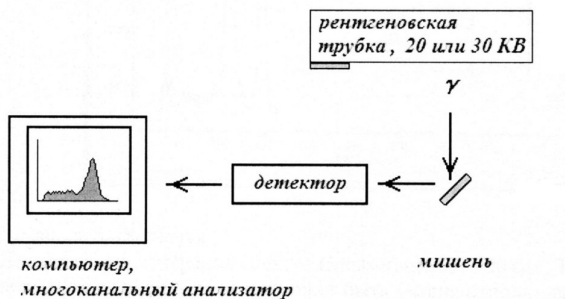 рентгеновская
трубка , 20 или 30 КВ
γ
детектор
компьютер,
многоканальный анализатор
мишень